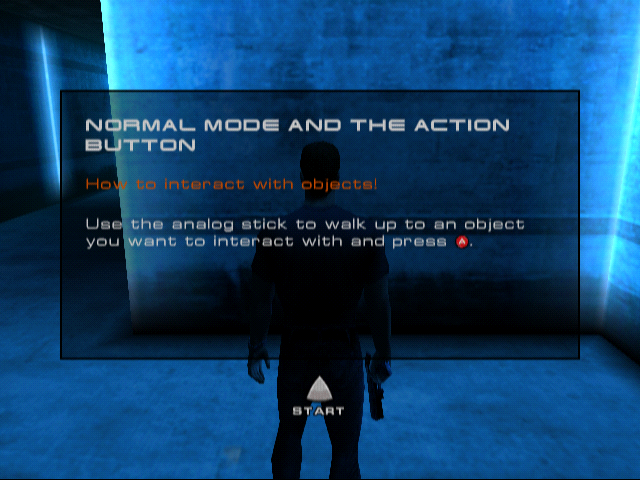 NORMAL MODE AND THE ACTION
BUTTON
How to interact with objects!
Use the analog stick to walk up to an object
you want to interact with and press A.
START